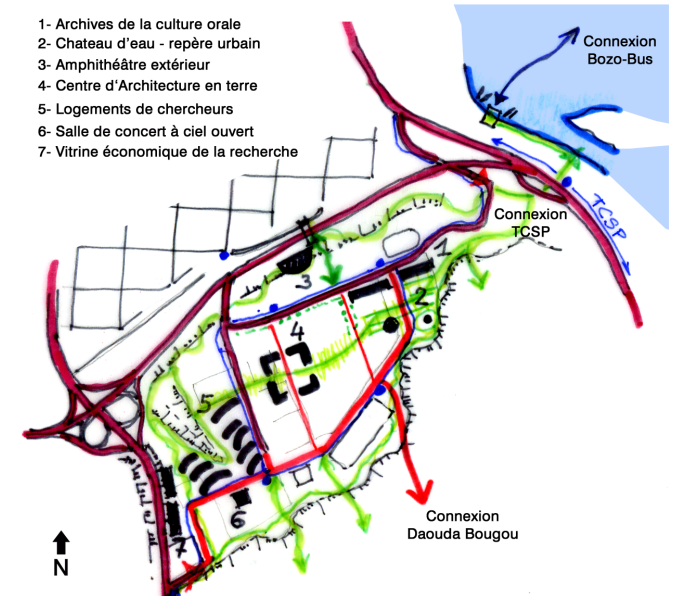 1- Archives de la culture orale
2- Chateau d'eau - repère urbain
3- Amphithéâtre extérieur
4- Centre d'Architecture en terre
5- Logements de chercheurs
6- Salle de concert à ciel ouvert
7- Vitrine économique de la recherche
Connexion
Bozo-Bus
TCSP
Connexion
TCSP
1
3
2
4
5
6
7
Connexion
Daouda Bougou
N